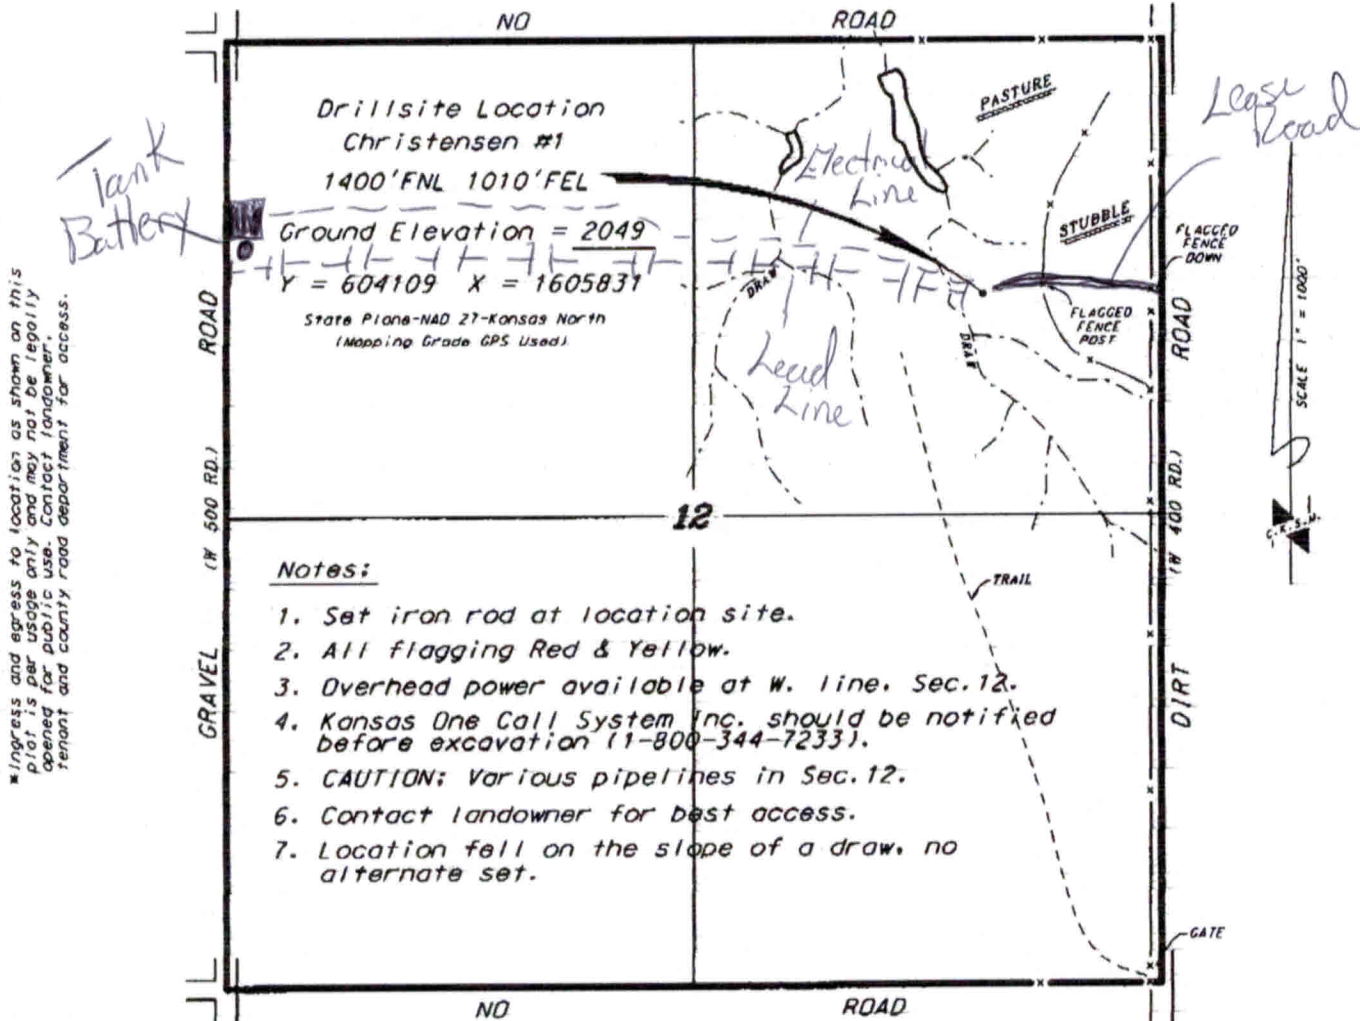 NO ROAD
Drillsite Location
Christensen #1
1400'FNL 1010'FEL
Ground Elevation = 2049
Y = 604109 X = 1605831
State Plane-NAD 27-Kansas North
(Mapping Grade GPS Used)
Tank
Battery
Electrical
Line
Lead
Line
Lease
Road
PASTURE
STUBBLE
FLAGGED
FENCE
DOWN
FLAGGED
FENCE
POST
DRAW
DRAW
12
TRAIL
GATE
Notes:
1. Set iron rod at location site.
2. All flagging Red & Yellow.
3. Overhead power available at W. line, Sec.12.
4. Kansas One Call System Inc. should be notified
before excavation (1-800-344-7233).
5. CAUTION: Various pipelines in Sec.12.
6. Contact landowner for best access.
7. Location fell on the slope of a draw, no
alternate set.
GRAVEL (W 500 RD.) ROAD
DIRT (W 400 RD.) ROAD
SCALE 1" = 1000'
C.K.S.M.
*Ingress and egress to location as shown on this
plat is per usage only and may not be legally
opened for public use. Contact landowner,
tenant and county road department for access.
NO ROAD